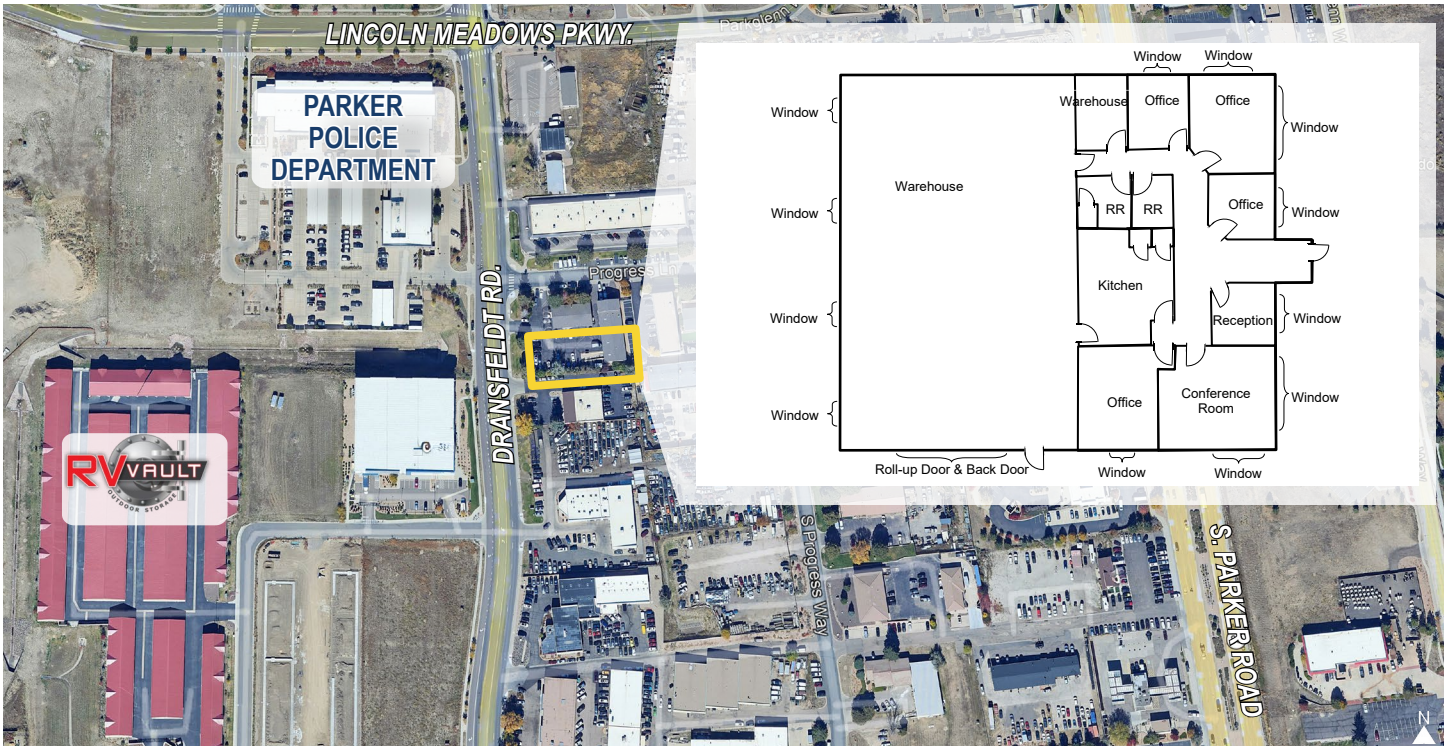 LINCOLN MEADOWS PKWY.
Parkglenn
PARKER
POLICE
DEPARTMENT
DRANSFELDT RD.
Progress Ln
RV VAULT
OUTDOOR STORAGE
S Progress Way
S. PARKER ROAD
N
Window
Window
Window
Warehouse
Office
Office
Window
Warehouse
Window
RR
RR
Office
Window
Kitchen
Window
Reception
Window
Window
Office
Conference
Room
Window
Roll-up Door & Back Door
Window
Window